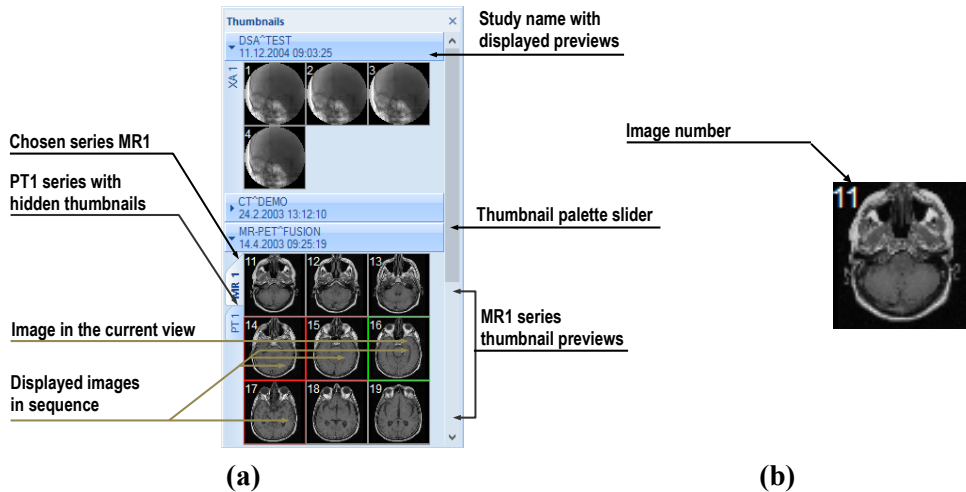 Thumbnails
DSA^TEST
11.12.2004 09:03:25
XA 1
1
2
3
4
CT^DEMO
24.2.2003 13:12:10
MR-PET^FUSION
14.4.2003 09:25:19
MR 1
PT 1
11
12
13
14
15
16
17
18
19
Chosen series MR1
PT1 series with
hidden thumbnails
Image in the current view
Displayed images
in sequence
Study name with
displayed previews
Thumbnail palette slider
MR1 series
thumbnail previews
(a)
Image number
11
(b)